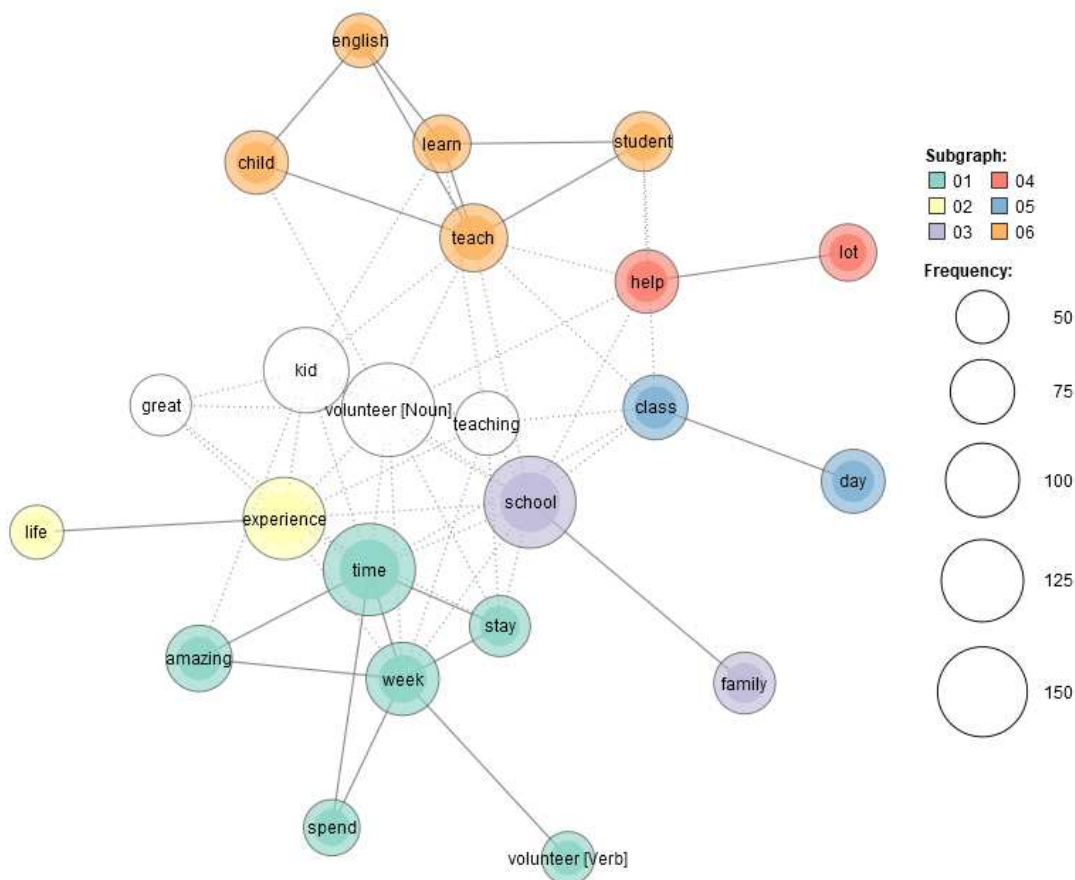 english
learn
student
child
teach
lot
help
kid
great
volunteer [Noun]
teaching
class
day
school
experience
life
time
stay
amazing
week
family
spend
volunteer [Verb]
Subgraph:
01 04
02 05
03 06
Frequency:
50
75
100
125
150